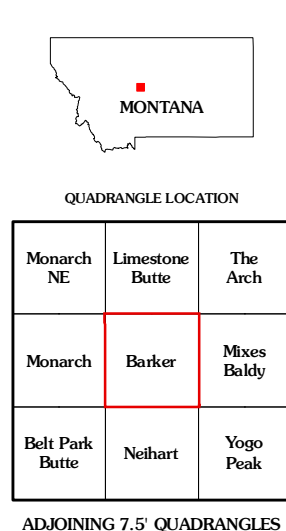 MONTANA
QUADRANGLE LOCATION
Monarch NE
Limestone Butte
The Arch
Monarch
Barker
Mixes Baldy
Belt Park Butte
Neihart
Yogo Peak
ADJOINING 7.5' QUADRANGLES